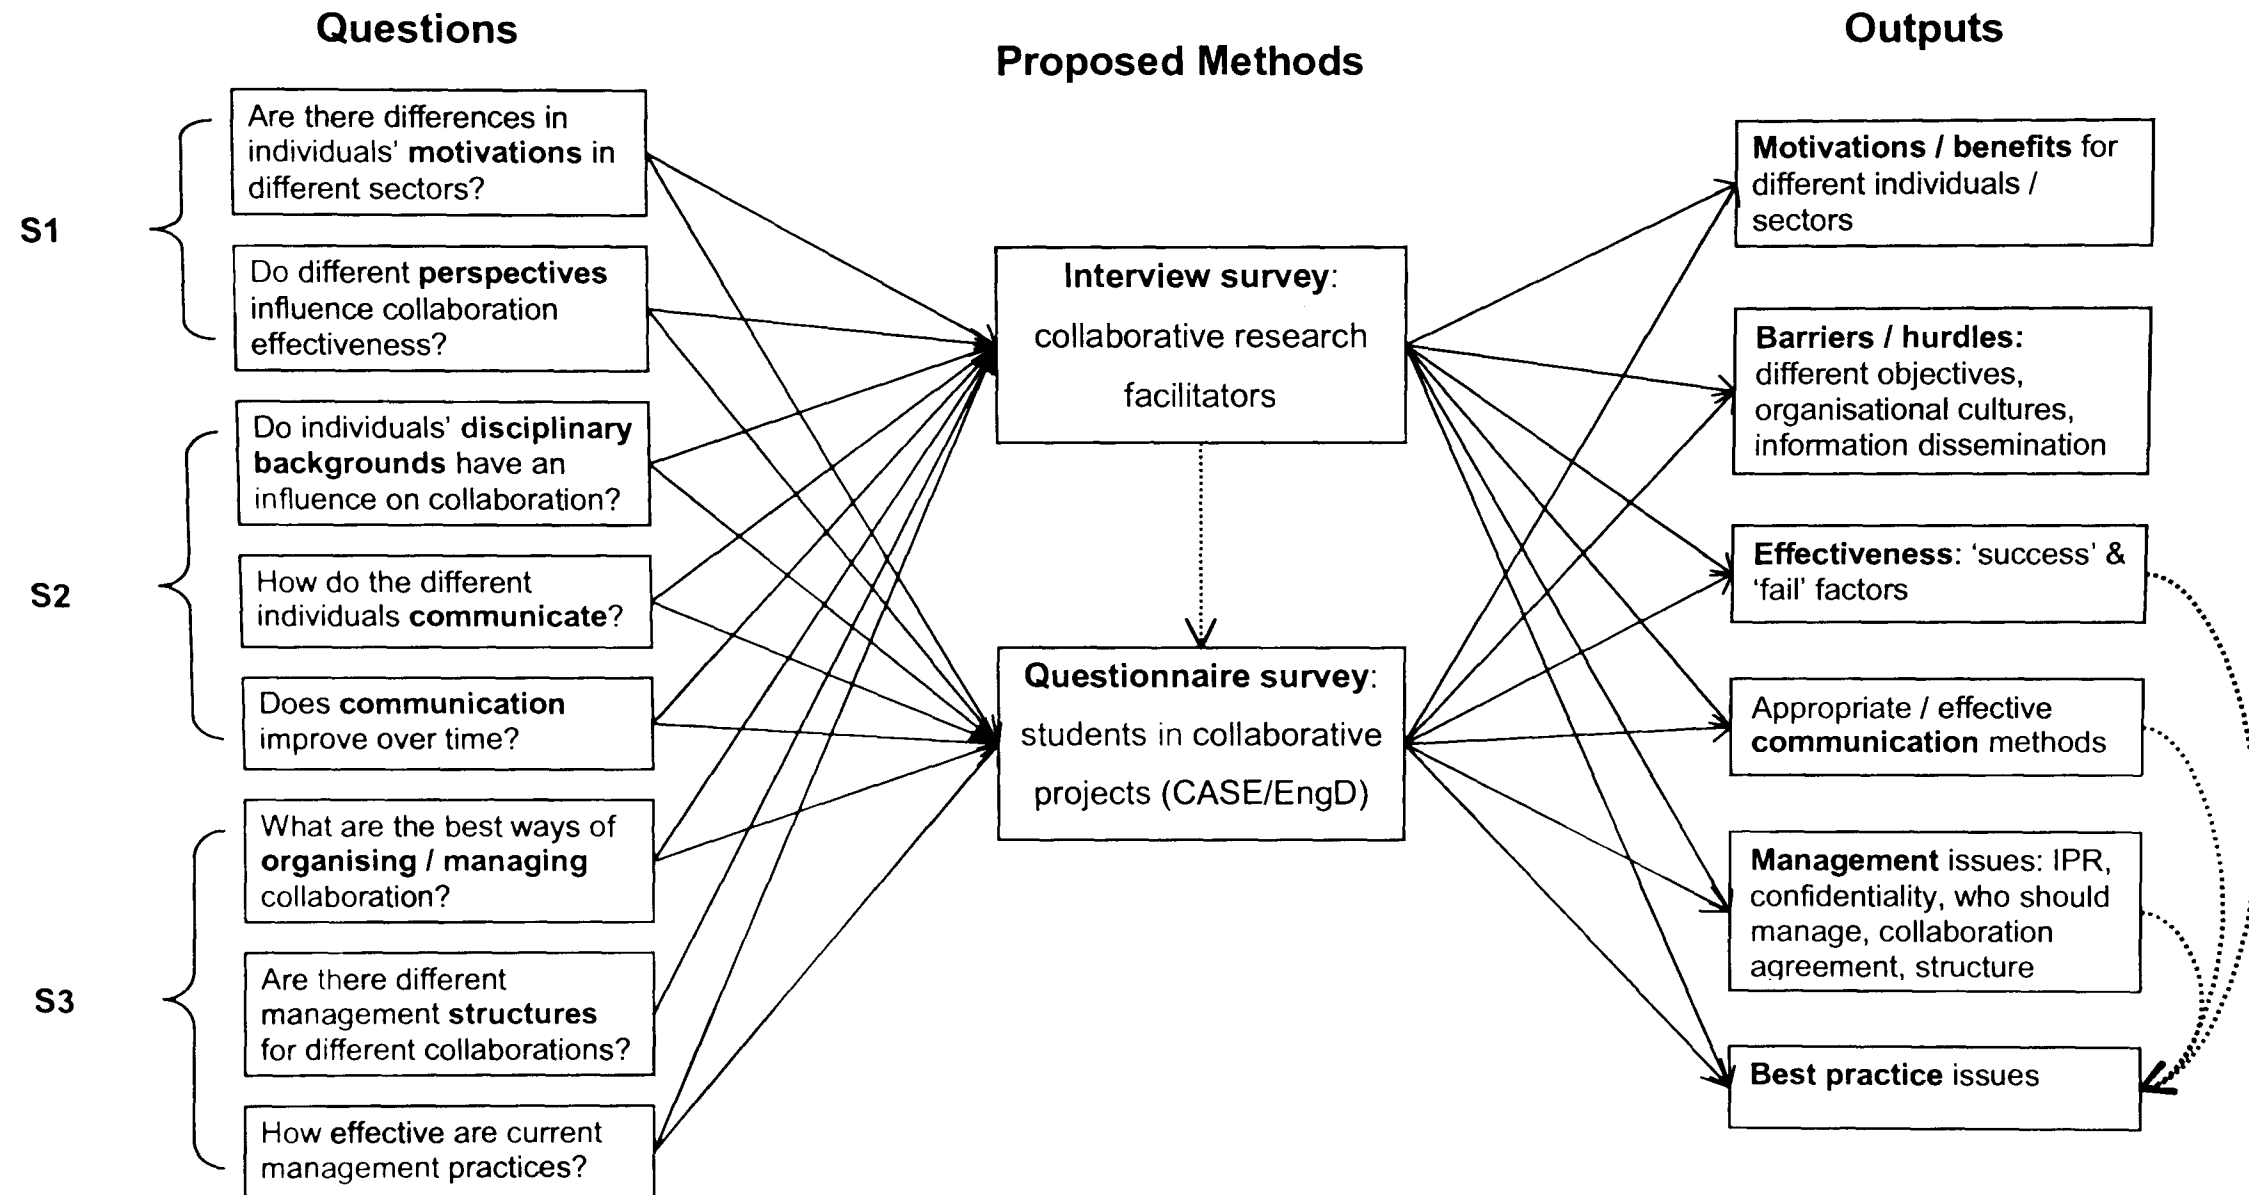 Questions
Proposed Methods
Outputs
S1
Are there differences in
individuals' motivations in
different sectors?
Do different perspectives
influence collaboration
effectiveness?
S2
Do individuals' disciplinary
backgrounds have an
influence on collaboration?
How do the different
individuals communicate?
Does communication
improve over time?
S3
What are the best ways of
organising / managing
collaboration?
Are there different
management structures
for different collaborations?
How effective are current
management practices?
Interview survey:
collaborative research
facilitators
Questionnaire survey:
students in collaborative
projects (CASE/EngD)
Motivations / benefits for
different individuals /
sectors
Barriers / hurdles:
different objectives,
organisational cultures,
information dissemination
Effectiveness: 'success' &
'fail' factors
Appropriate / effective
communication methods
Management issues: IPR,
confidentiality, who should
manage, collaboration
agreement, structure
Best practice issues